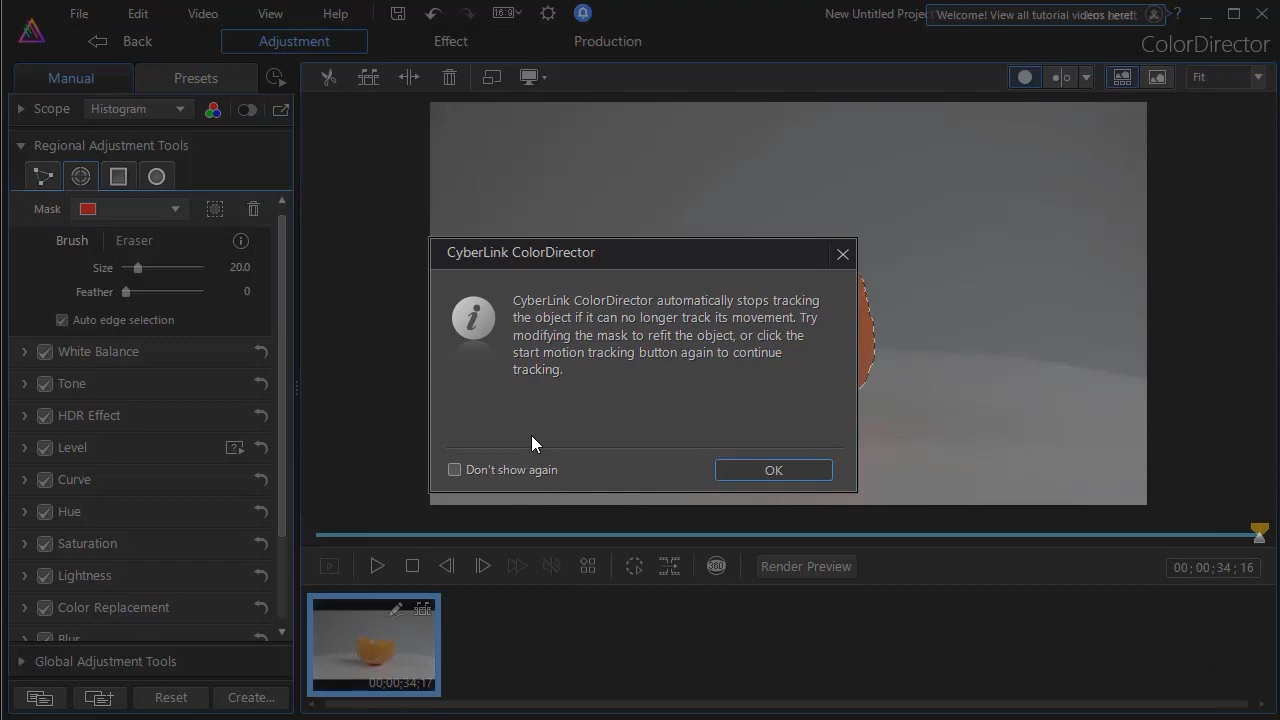 File Edit Video View Help 16:9 New Untitled Projec Welcome! View all tutorial videos here!! ?
Back Adjustment Effect Production ColorDirector
Manual Presets Fit
Scope Histogram
Regional Adjustment Tools
Mask
Brush Eraser
Size 20.0
Feather 0
Auto edge selection
White Balance
Tone
HDR Effect
Level
Curve
Hue
Saturation
Lightness
Color Replacement
Blur
Global Adjustment Tools
Reset Create...
CyberLink ColorDirector
CyberLink ColorDirector automatically stops tracking
the object if it can no longer track its movement. Try
modifying the mask to refit the object, or click the
start motion tracking button again to continue
tracking.
Don't show again OK
360 Render Preview 00; 00; 34 ; 16
00;00;34;17